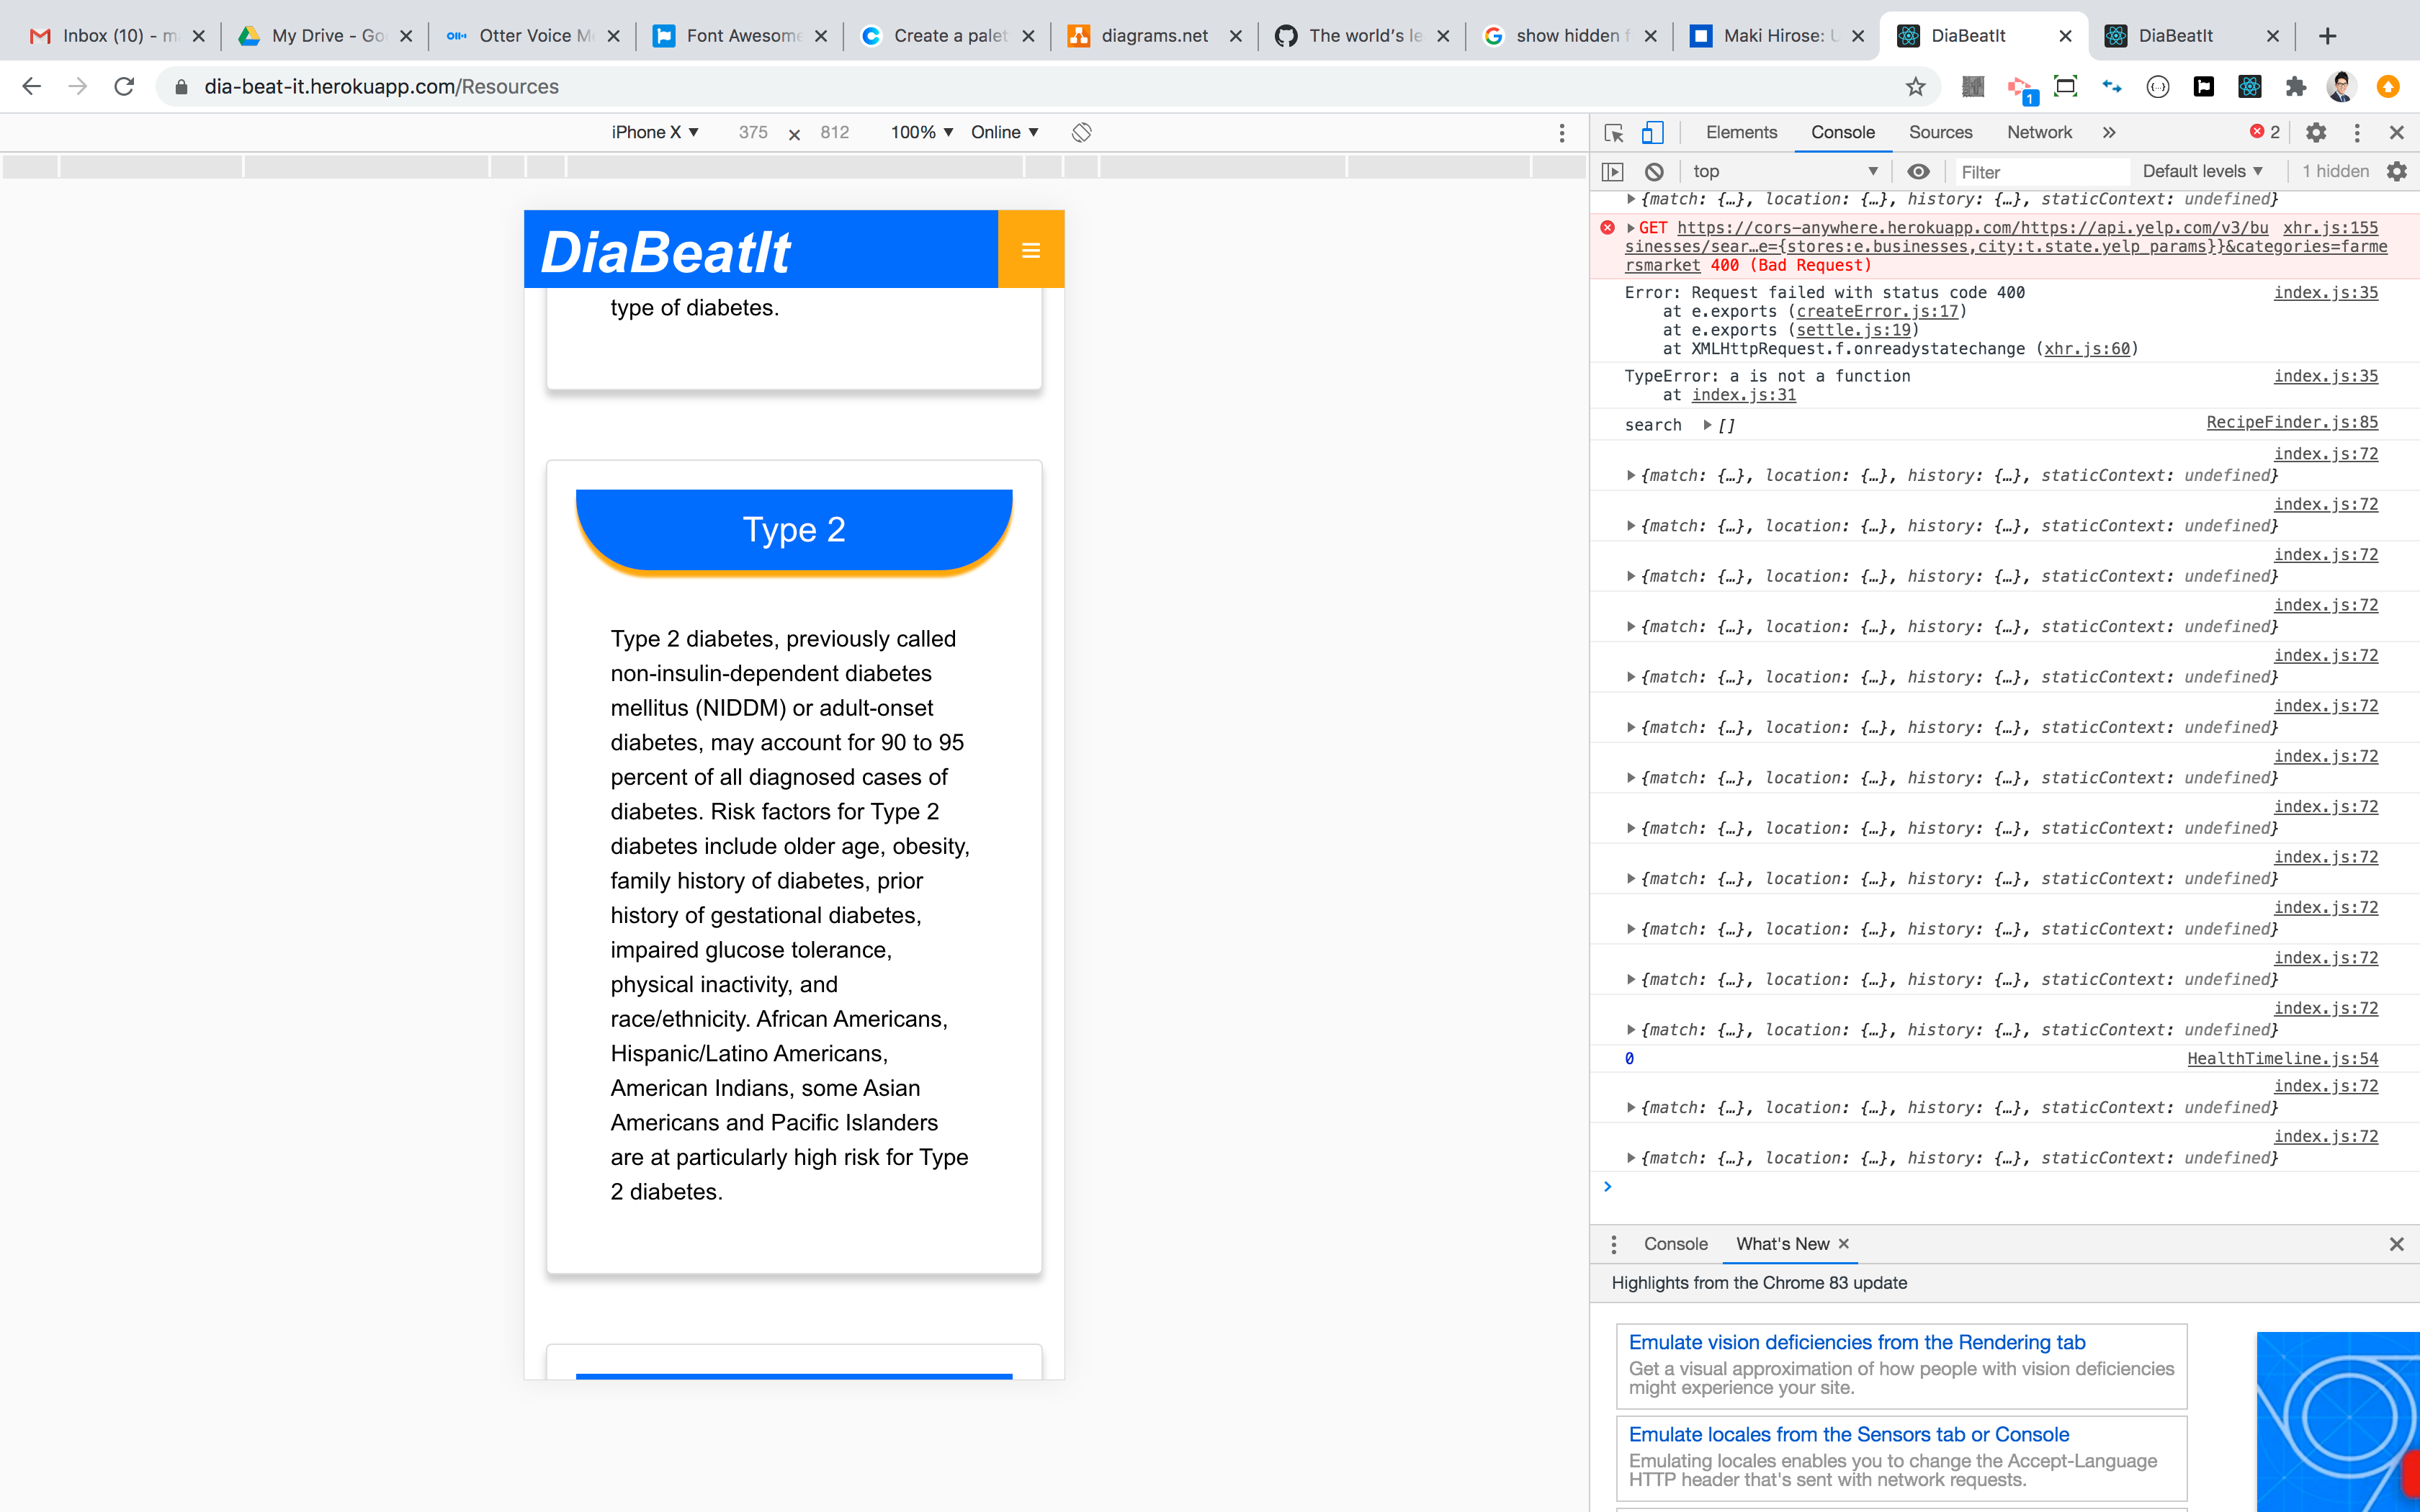 Inbox (10) - m
My Drive - Go
Otter Voice M
Font Awesome
Create a palet
diagrams.net
The world's le
show hidden f
Maki Hirose: U
DiaBeatIt
DiaBeatIt
dia-beat-it.herokuapp.com/Resources
1
iPhone X ▼ 375 × 812 100% ▼ Online ▼
Elements Console Sources Network » 2
top ▼ Filter Default levels ▼ 1 hidden
DiaBeatIt
type of diabetes.
Type 2
Type 2 diabetes, previously called
non-insulin-dependent diabetes
mellitus (NIDDM) or adult-onset
diabetes, may account for 90 to 95
percent of all diagnosed cases of
diabetes. Risk factors for Type 2
diabetes include older age, obesity,
family history of diabetes, prior
history of gestational diabetes,
impaired glucose tolerance,
physical inactivity, and
race/ethnicity. African Americans,
Hispanic/Latino Americans,
American Indians, some Asian
Americans and Pacific Islanders
are at particularly high risk for Type
2 diabetes.
{match: {…}, location: {…}, history: {…}, staticContext: undefined}
GET https://cors-anywhere.herokuapp.com/https://api.yelp.com/v3/bu xhr.js:155
sinesses/sear…e={stores:e.businesses,city:t.state.yelp_params}}&categories=farme
rsmarket 400 (Bad Request)
Error: Request failed with status code 400 index.js:35
at e.exports (createError.js:17)
at e.exports (settle.js:19)
at XMLHttpRequest.f.onreadystatechange (xhr.js:60)
TypeError: a is not a function index.js:35
at index.js:31
search [] RecipeFinder.js:85
index.js:72
{match: {…}, location: {…}, history: {…}, staticContext: undefined}
index.js:72
{match: {…}, location: {…}, history: {…}, staticContext: undefined}
index.js:72
{match: {…}, location: {…}, history: {…}, staticContext: undefined}
index.js:72
{match: {…}, location: {…}, history: {…}, staticContext: undefined}
index.js:72
{match: {…}, location: {…}, history: {…}, staticContext: undefined}
index.js:72
{match: {…}, location: {…}, history: {…}, staticContext: undefined}
index.js:72
{match: {…}, location: {…}, history: {…}, staticContext: undefined}
index.js:72
{match: {…}, location: {…}, history: {…}, staticContext: undefined}
index.js:72
{match: {…}, location: {…}, history: {…}, staticContext: undefined}
index.js:72
{match: {…}, location: {…}, history: {…}, staticContext: undefined}
index.js:72
{match: {…}, location: {…}, history: {…}, staticContext: undefined}
index.js:72
{match: {…}, location: {…}, history: {…}, staticContext: undefined}
0 HealthTimeline.js:54
index.js:72
{match: {…}, location: {…}, history: {…}, staticContext: undefined}
index.js:72
{match: {…}, location: {…}, history: {…}, staticContext: undefined}
Console What's New
Highlights from the Chrome 83 update
Emulate vision deficiencies from the Rendering tab
Get a visual approximation of how people with vision deficiencies
might experience your site.
Emulate locales from the Sensors tab or Console
Emulating locales enables you to change the Accept-Language
HTTP header that's sent with network requests.